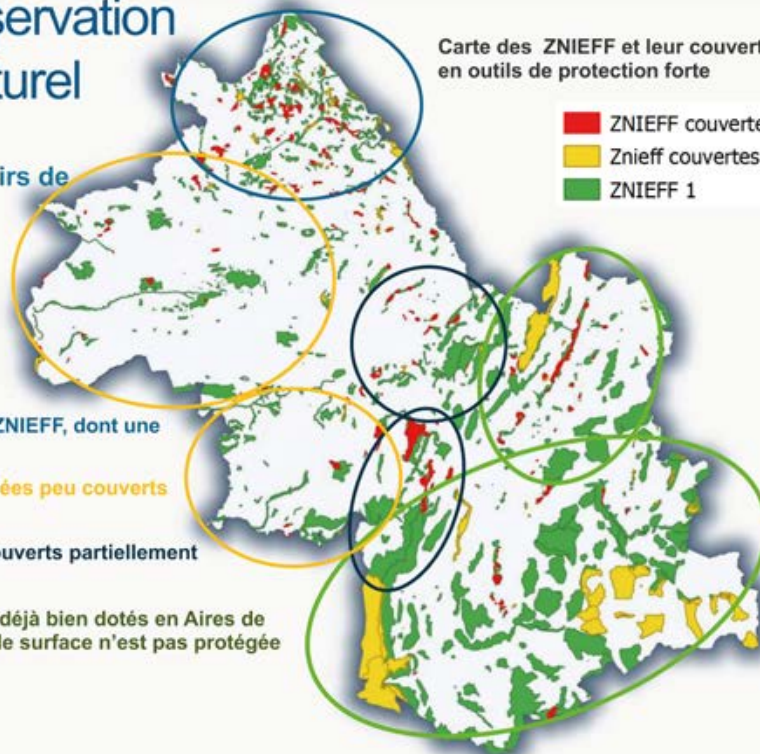 servation
turel
Carte des ZNIEFF et leur couvert
en outils de protection forte
ZNIEFF couverte
Znieff couvertes
ZNIEFF 1
irs de
ZNIEFF, dont une
ées peu couverts
ouverts partiellement
déjà bien dotés en Aires de
le surface n'est pas protégée